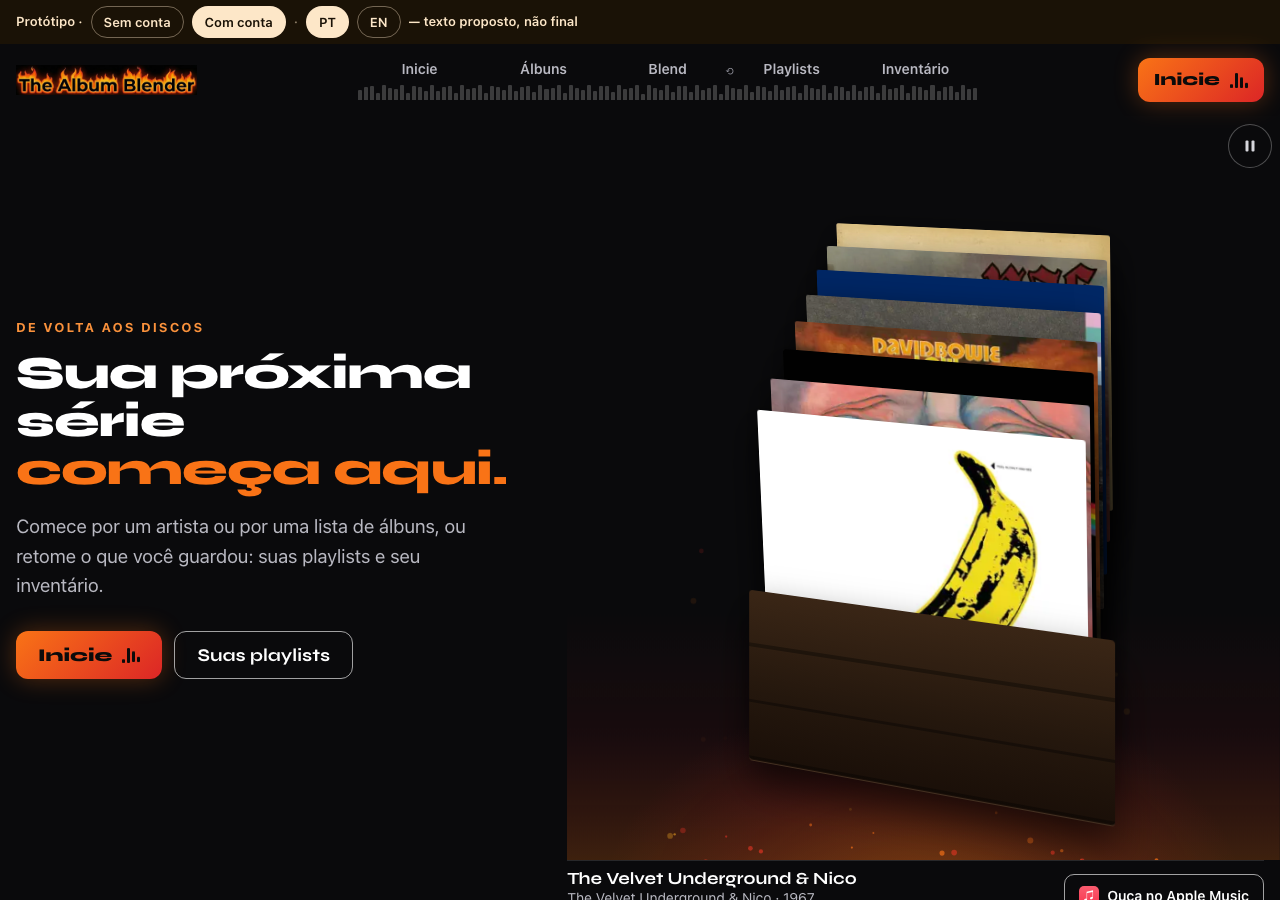 Protótipo · Sem conta Com conta · PT EN — texto proposto, não final
The Album Blender
Inicie Álbuns Blend Playlists Inventário
Inicie
DAVID BOWIE
LOW
DE VOLTA AOS DISCOS
Sua próxima
série
começa aqui.
Comece por um artista ou por uma lista de álbuns, ou
retome o que você guardou: suas playlists e seu
inventário.
Inicie Suas playlists
The Velvet Underground & Nico
The Velvet Underground & Nico · 1967
Ouça no Apple Music